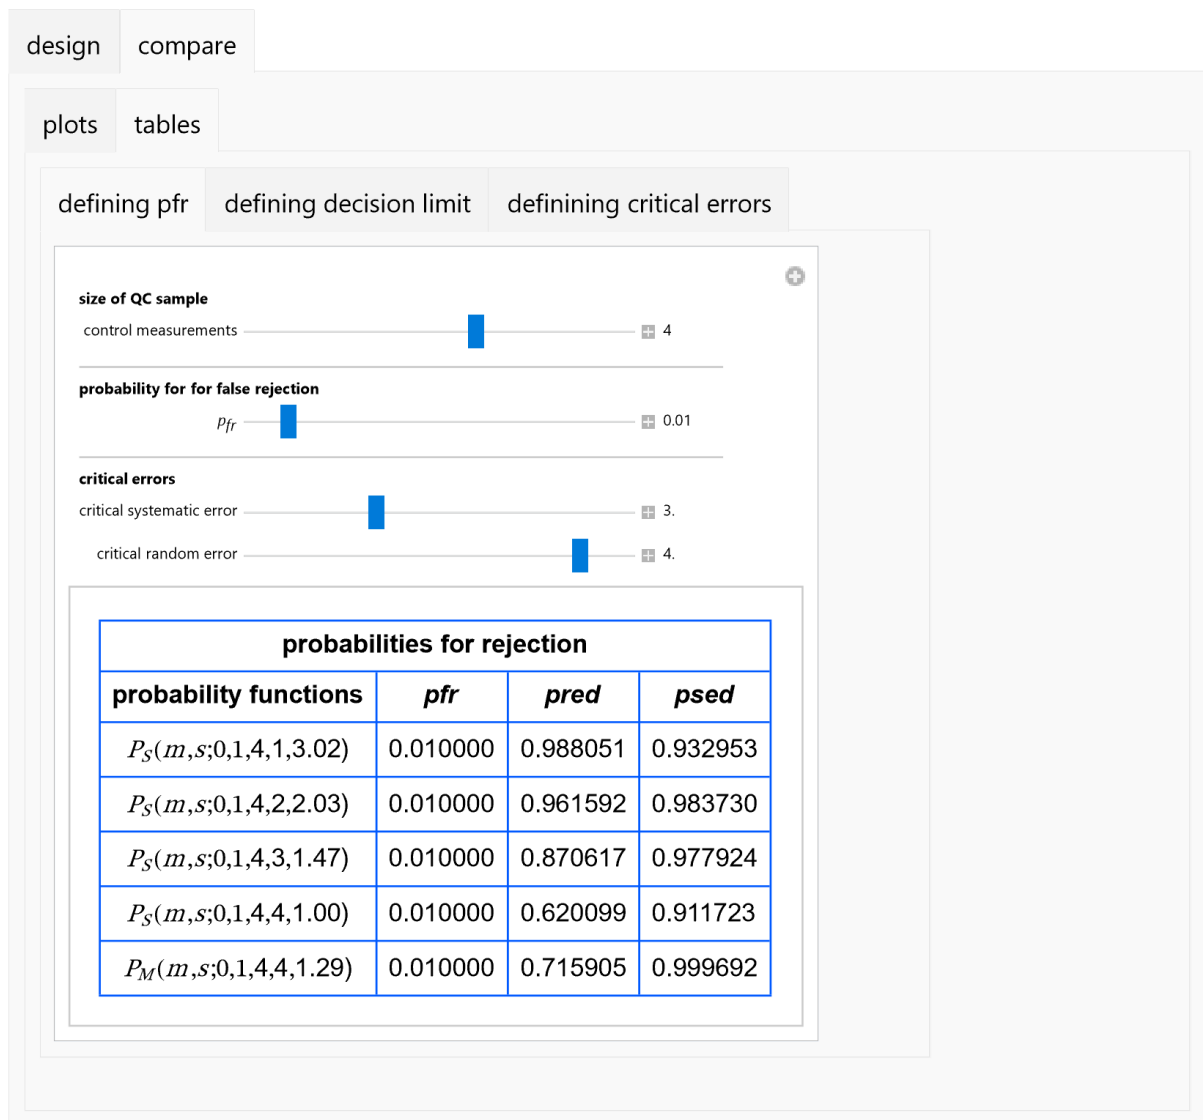 design compare
plots tables
defining pfr defining decision limit definining critical errors
size of QC sample
control measurements 4
probability for for false rejection
pfr 0.01
critical errors
critical systematic error 3.
critical random error 4.
probabilities for rejection
probability functions pfr pred psed
PS(m,s;0,1,4,1,3.02) 0.010000 0.988051 0.932953
PS(m,s;0,1,4,2,2.03) 0.010000 0.961592 0.983730
PS(m,s;0,1,4,3,1.47) 0.010000 0.870617 0.977924
PS(m,s;0,1,4,4,1.00) 0.010000 0.620099 0.911723
PM(m,s;0,1,4,4,1.29) 0.010000 0.715905 0.999692